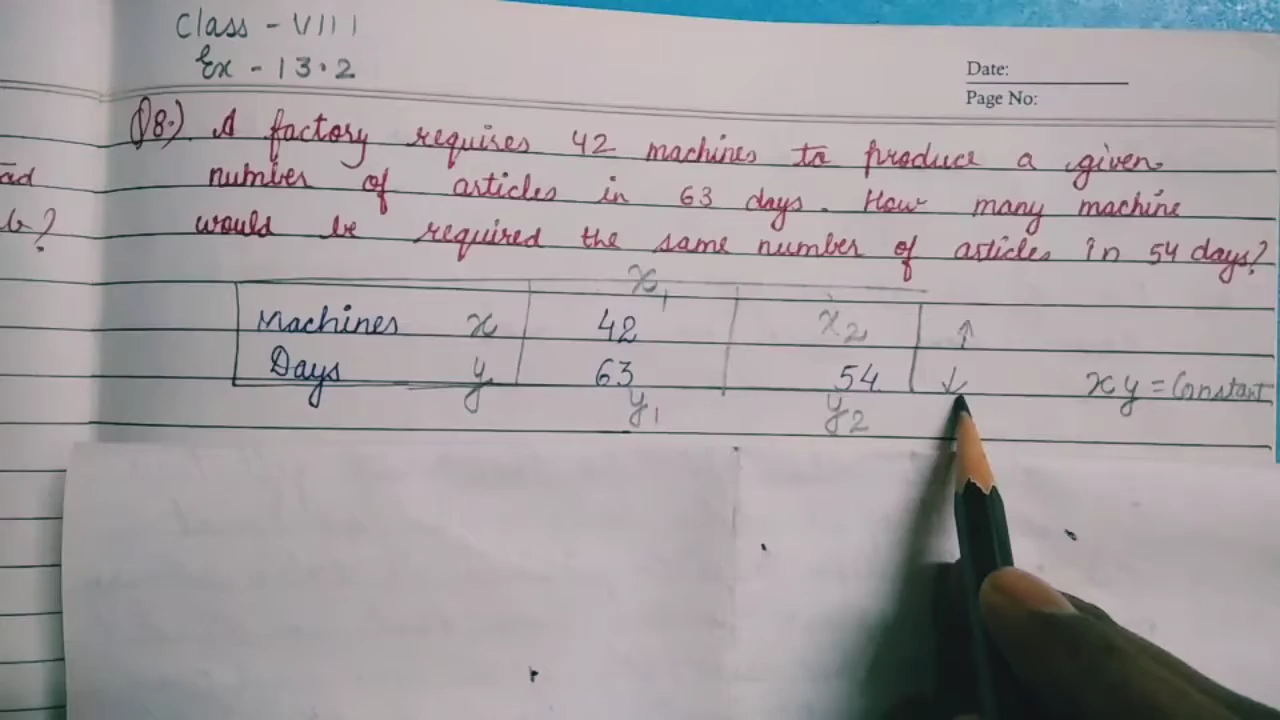 Class - VIII
Ex - 13.2
Date:
Page No:
Q8.) A factory requires 42 machines to produce a given
number of articles in 63 days. How many machine
would be required the same number of articles in 54 days?
x1
Machines x 42 x2 ↑
Days y 63 54 ↓ xy = Constant
y1 y2